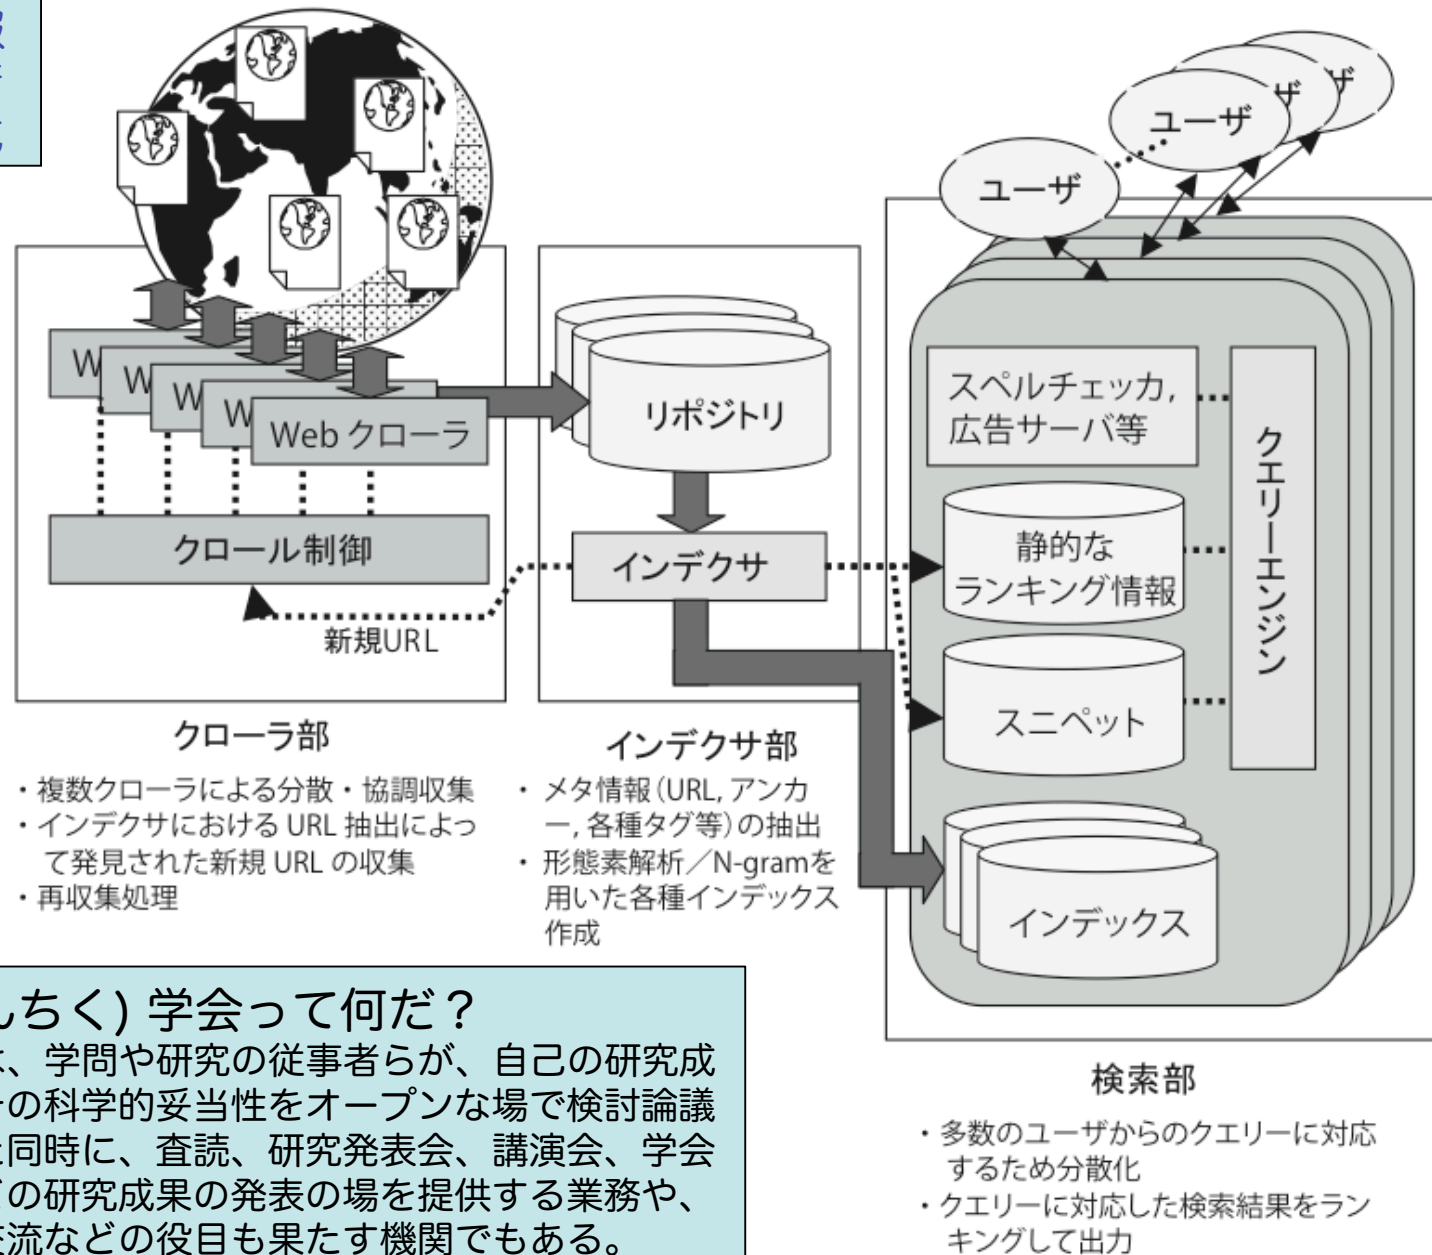 ユーザ
ユーザ
ザ
ザ
W
W
W
W
Web クローラ
クロール制御
新規URL
リポジトリ
インデクサ
スペルチェッカ,
広告サーバ等
静的な
ランキング情報
スニペット
インデックス
クエリーエンジン
クローラ部
・複数クローラによる分散・協調収集
・インデクサにおける URL 抽出によっ
て発見された新規 URL の収集
・再収集処理
インデクサ部
・ メタ情報(URL, アンカ
ー, 各種タグ等)の抽出
・ 形態素解析／N-gramを
用いた各種インデックス
作成
検索部
・多数のユーザからのクエリーに対応
するため分散化
・クエリーに対応した検索結果をラン
キングして出力
んちく) 学会って何だ？
は、学問や研究の従事者らが、自己の研究成
その科学的妥当性をオープンな場で検討論議
と同時に、査読、研究発表会、講演会、学会
どの研究成果の発表の場を提供する業務や、
交流などの役目も果たす機関でもある。